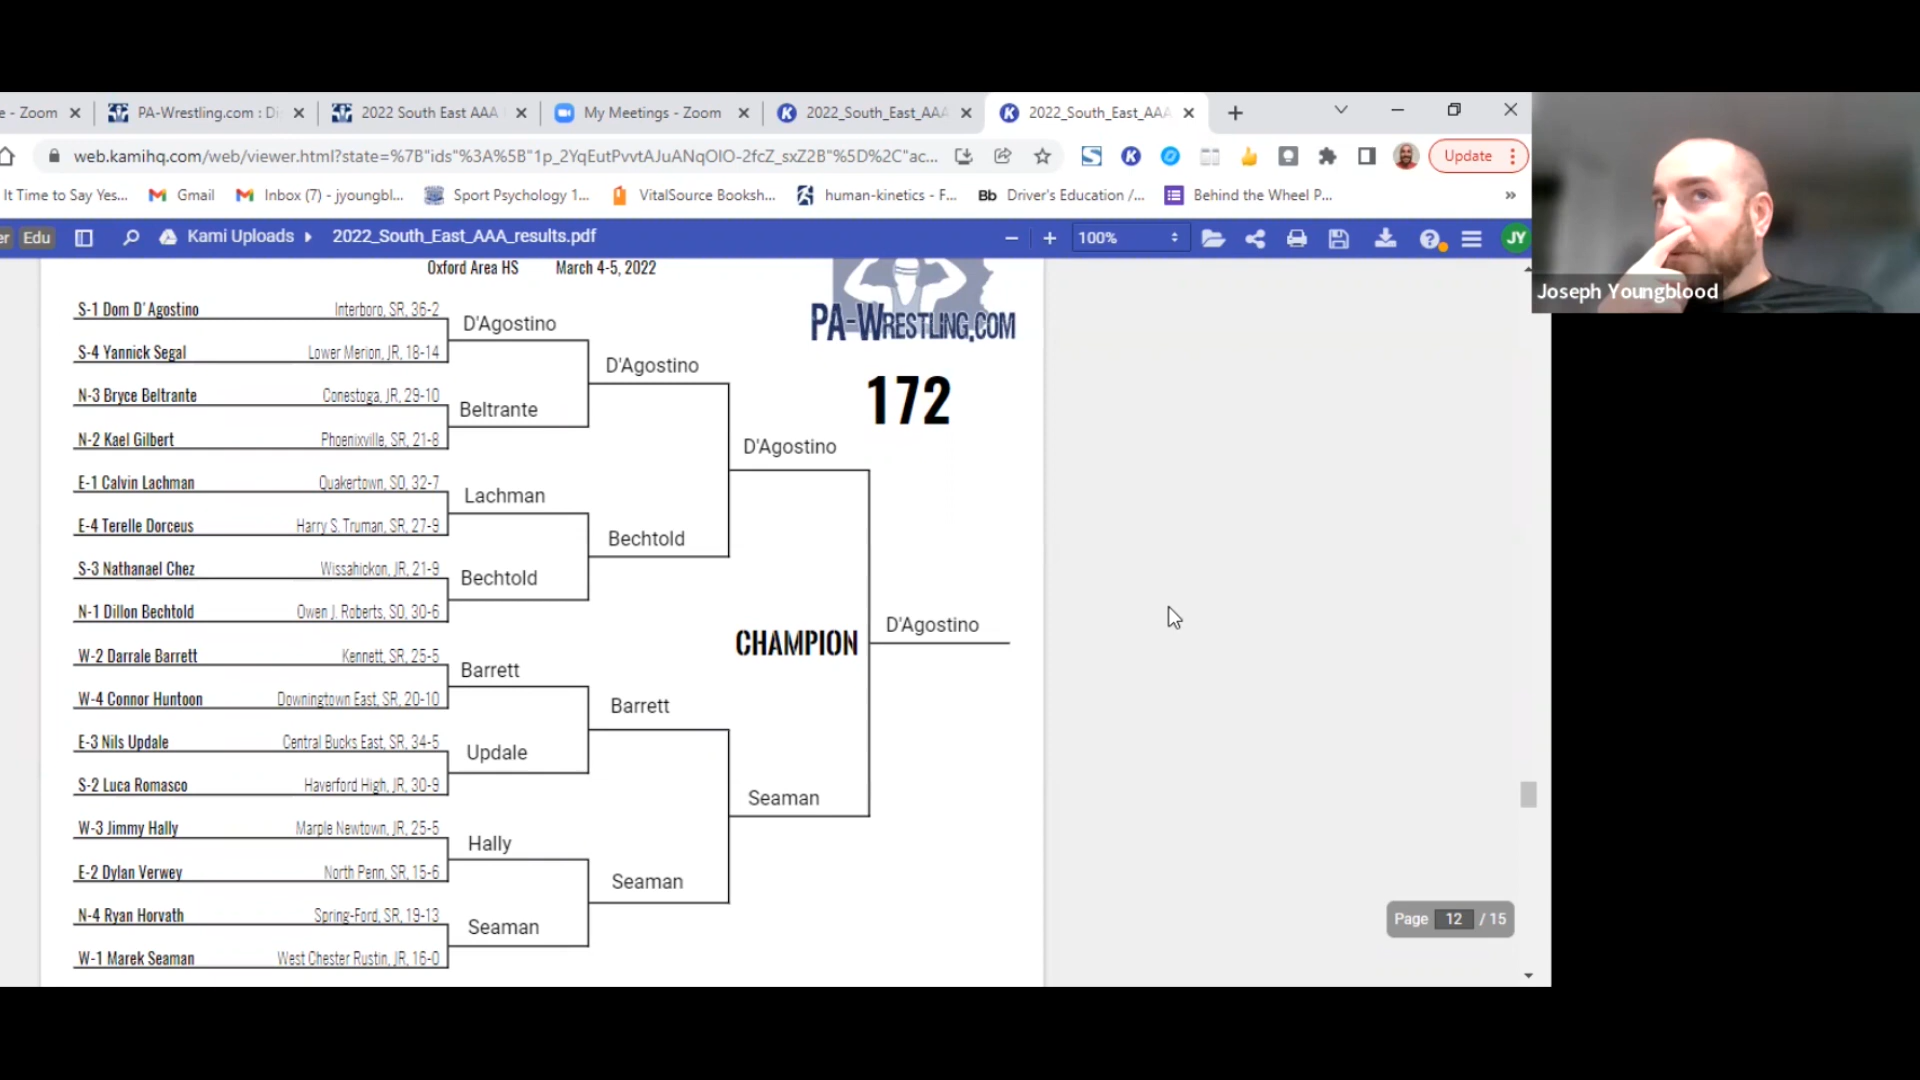 e - Zoom
PA-Wrestling.com : Di
2022 South East AAA
My Meetings - Zoom
2022_South_East_AAA
2022_South_East_AAA
web.kamihq.com/web/viewer.html?state=%7B"ids"%3A%5B"1p_2YqEutPvvtAJuANqOIO-2fcZ_sxZ2B"%5D%2C"ac...
Update
It Time to Say Yes...
Gmail
Inbox (7) - jyoungbl...
Sport Psychology 1...
VitalSource Booksh...
human-kinetics - F...
Bb Driver's Education /...
Behind the Wheel P...
»
er Edu
Kami Uploads
2022_South_East_AAA_results.pdf
100%
JY
Joseph Youngblood
Oxford Area HS March 4-5, 2022
PA-WRESTLING.COM
172
S-1 Dom D'Agostino Interboro, SR, 36-2
S-4 Yannick Segal Lower Merion, JR, 18-14
N-3 Bryce Beltrante Conestoga, JR, 29-10
N-2 Kael Gilbert Phoenixville, SR, 21-8
E-1 Calvin Lachman Quakertown, SO, 32-7
E-4 Terelle Dorceus Harry S. Truman, SR, 27-9
S-3 Nathanael Chez Wissahickon, JR, 21-9
N-1 Dillon Bechtold Owen J. Roberts, SO, 30-6
W-2 Darrale Barrett Kennett, SR, 25-5
W-4 Connor Huntoon Downingtown East, SR, 20-10
E-3 Nils Updale Central Bucks East, SR, 34-5
S-2 Luca Romasco Haverford High, JR, 30-9
W-3 Jimmy Hally Marple Newtown, JR, 25-5
E-2 Dylan Verwey North Penn, SR, 15-6
N-4 Ryan Horvath Spring-Ford, SR, 19-13
W-1 Marek Seaman West Chester Rustin, JR, 16-0
D'Agostino
Beltrante
Lachman
Bechtold
Barrett
Updale
Hally
Seaman
D'Agostino
Bechtold
Barrett
Seaman
D'Agostino
Seaman
CHAMPION
D'Agostino
Page 12 / 15